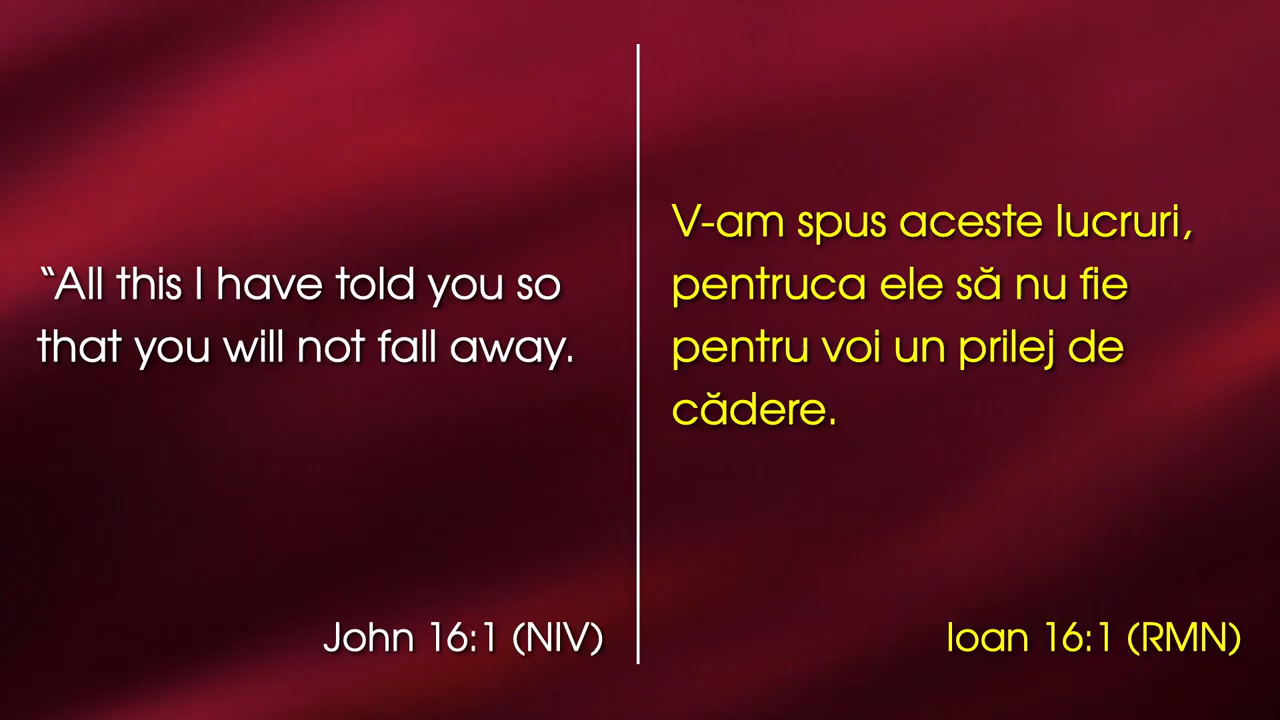 “All this I have told you so
that you will not fall away.
John 16:1 (NIV)
V-am spus aceste lucruri,
pentruca ele să nu fie
pentru voi un prilej de
cădere.
Ioan 16:1 (RMN)